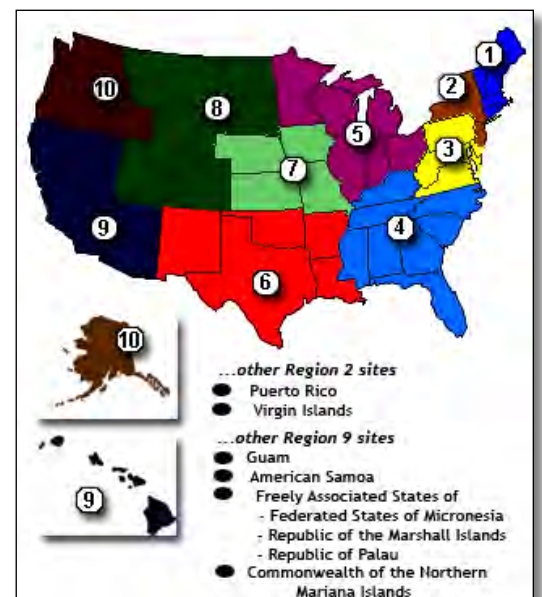 1
10
2
8
5
3
7
9
4
6
10
...other Region 2 sites
Puerto Rico
Virgin Islands
...other Region 9 sites
Guam
American Samoa
9
Freely Associated States of
- Federated States of Micronesia
- Republic of the Marshall Islands
- Republic of Palau
Commonwealth of the Northern
Mariana Islands